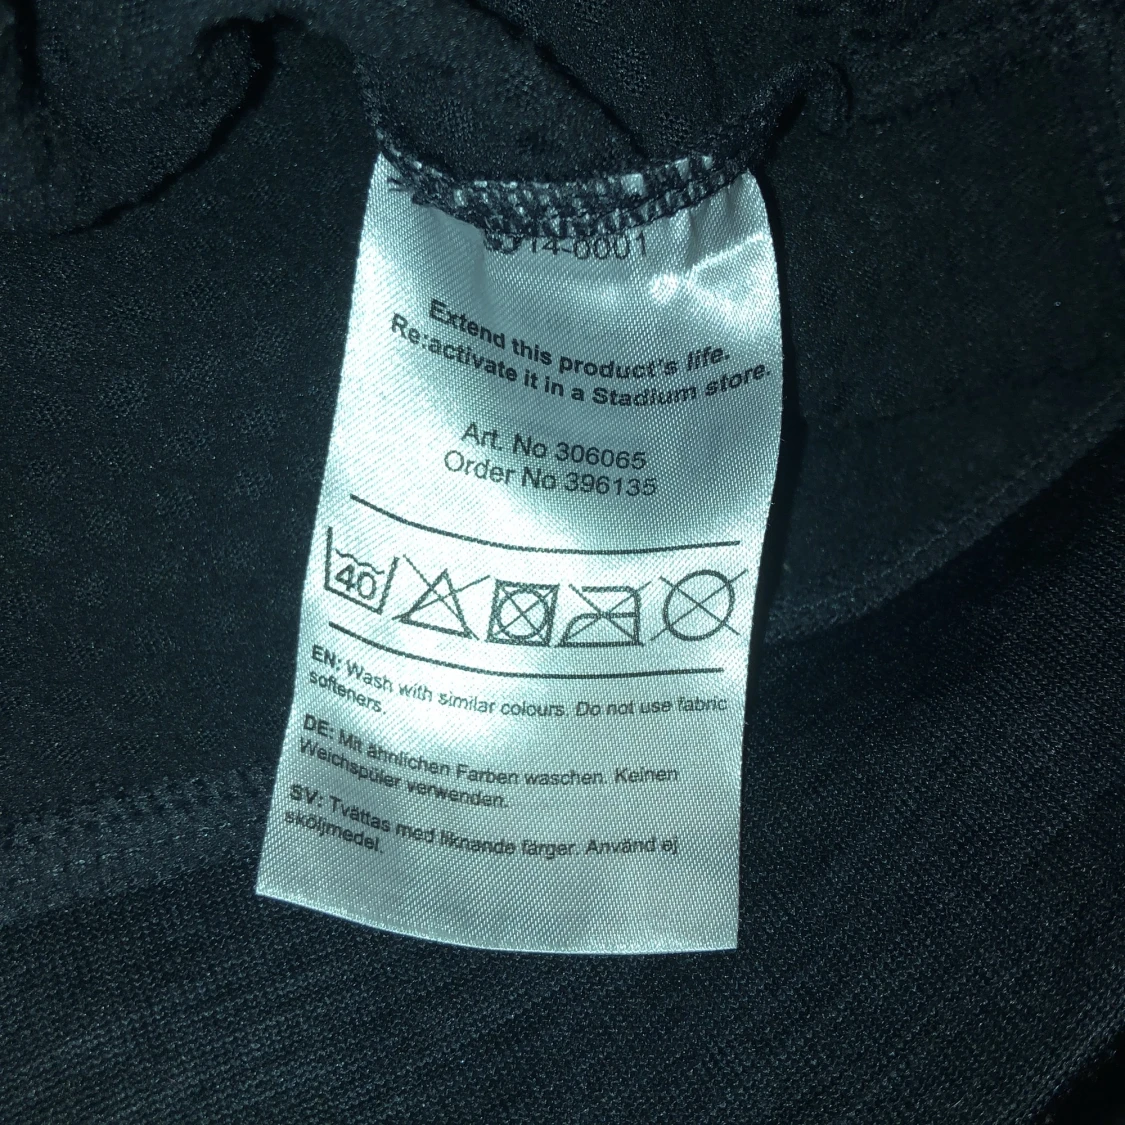 14-0001
Extend this product's life.
Re:activate it in a Stadium store.
Art. No 306065
Order No 396135
40
EN: Wash with similar colours. Do not use fabric
softeners.
DE: Mit ähnlichen Farben waschen. Keinen
Weichspüler verwenden.
SV: Tvättas med liknande färger. Använd ej
sköljmedel.